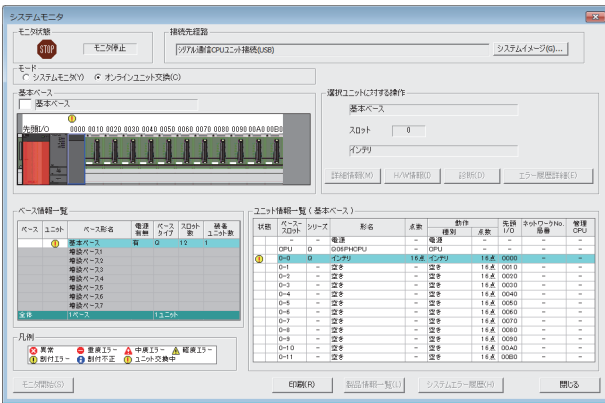 システムモニタ
モニタ状態
STOP
モニタ停止
接続先経路
シリアル通信CPUユニット接続(USB)
システムイメージ(G)...
モード
システムモニタ(Y) オンラインユニット交換(O)
基本ベース
基本ベース
先頭I/O 0000 0010 0020 0030 0040 0050 0060 0070 0080 0090 00A0 00B0
選択ユニットに対する操作
基本ベース
スロット 0
インテリ
詳細情報(M) H/W情報(I) 診断(D) エラー履歴詳細(E)
ベース情報一覧
ベース ユニット ベース形名 電源有無 ベースタイプ スロット数 装着ユニット数
基本ベース 有 Q 12 1
増設ベース1
増設ベース2
増設ベース3
増設ベース4
増設ベース5
増設ベース6
増設ベース7
全体 1ベース 1ユニット
凡例
異常 重度エラー 中度エラー 軽度エラー
割付エラー 割付不正 ユニット交換中
ユニット情報一覧(基本ベース)
状態 ベース-スロット シリーズ 形名 点数 動作 種別 点数 先頭I/O ネットワークNo.局番 管理CPU
- - 電源 - 電源 - - - -
CPU Q Q06PHCPU - CPU - - - -
0-0 Q インテリ 16点 インテリ 16点 0000 - -
0-1 - 空き - 空き 16点 0010 - -
0-2 - 空き - 空き 16点 0020 - -
0-3 - 空き - 空き 16点 0030 - -
0-4 - 空き - 空き 16点 0040 - -
0-5 - 空き - 空き 16点 0050 - -
0-6 - 空き - 空き 16点 0060 - -
0-7 - 空き - 空き 16点 0070 - -
0-8 - 空き - 空き 16点 0080 - -
0-9 - 空き - 空き 16点 0090 - -
0-10 - 空き - 空き 16点 00A0 - -
0-11 - 空き - 空き 16点 00B0 - -
モニタ開始(S) 印刷(R) 製品情報一覧(L) システムエラー履歴(H) 閉じる